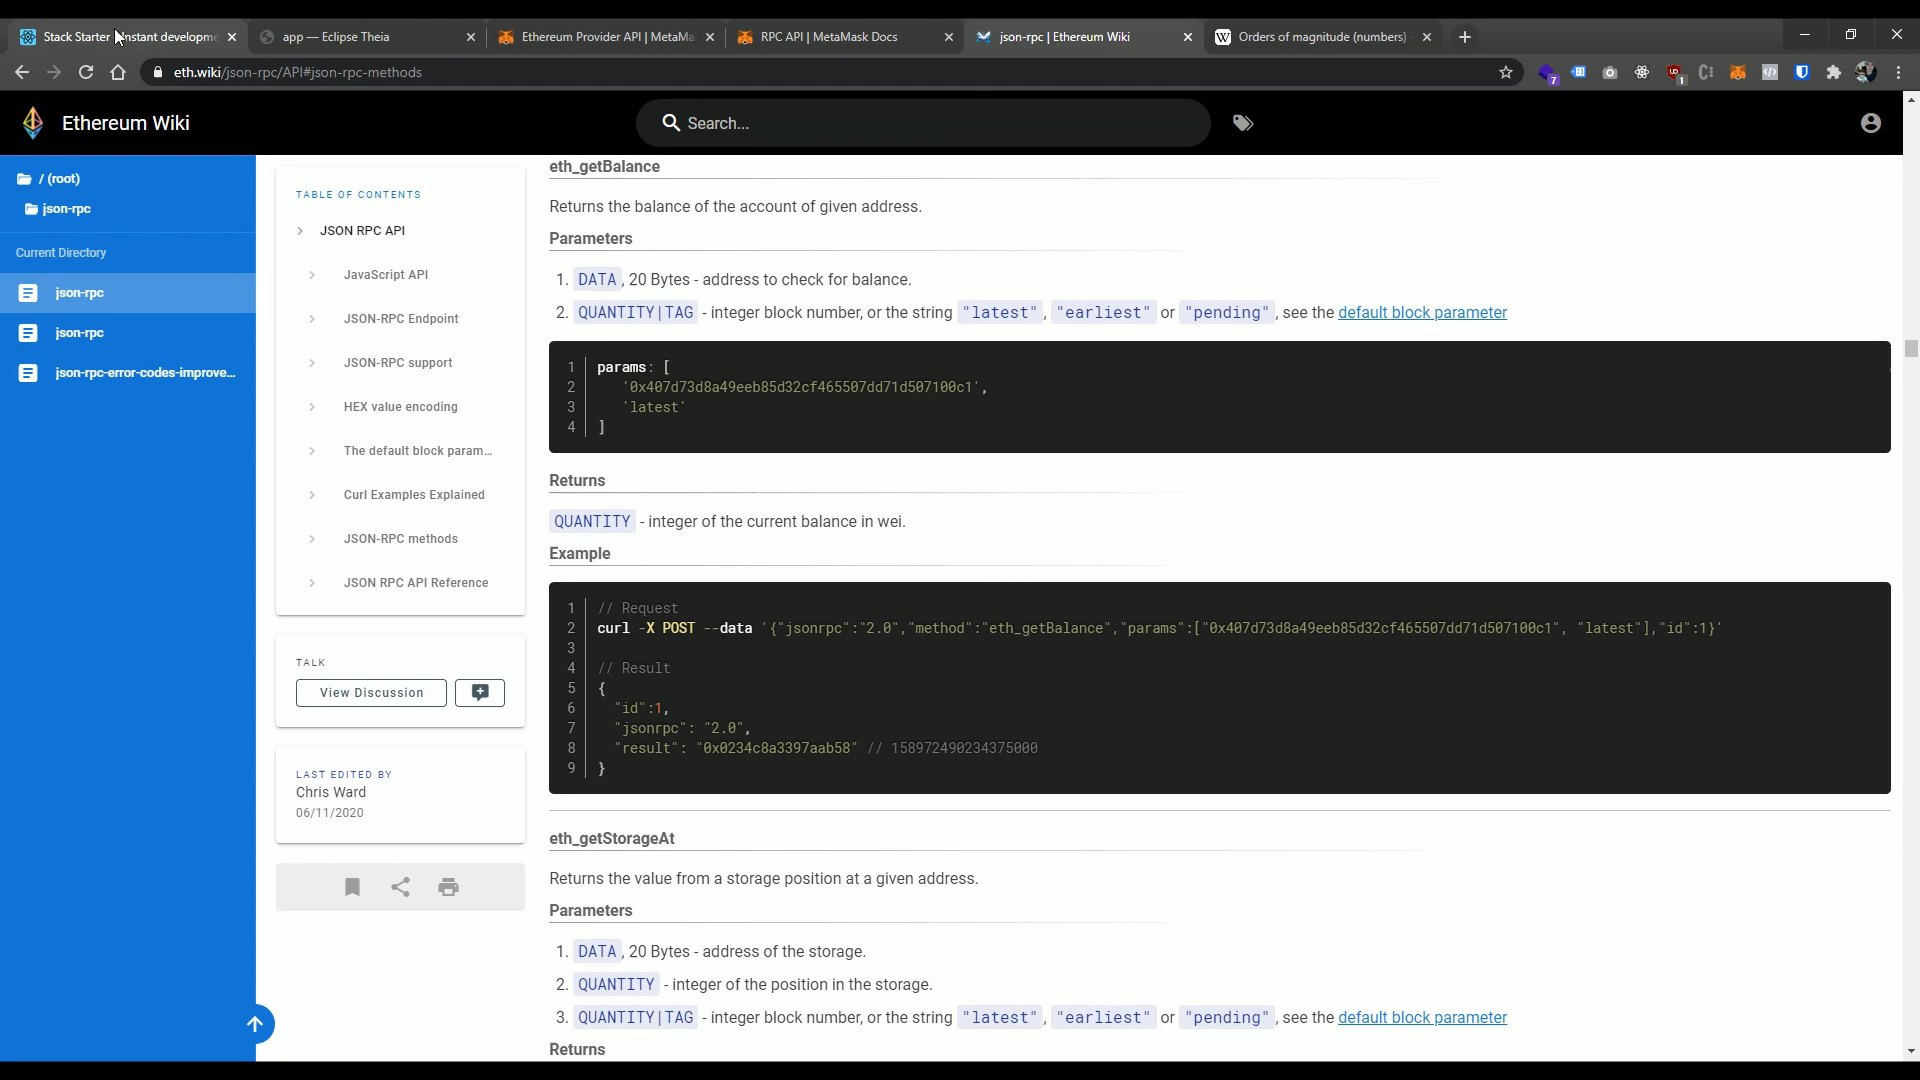 Stack Starter
nstant developme
app — Eclipse Theia
Ethereum Provider API | MetaMa
RPC API | MetaMask Docs
json-rpc | Ethereum Wiki
Orders of magnitude (numbers)
eth.wiki/json-rpc/API#json-rpc-methods
7
1
Ethereum Wiki
Search...
/ (root)
json-rpc
Current Directory
json-rpc
json-rpc
json-rpc-error-codes-improve...
TABLE OF CONTENTS
JSON RPC API
JavaScript API
JSON-RPC Endpoint
JSON-RPC support
HEX value encoding
The default block param...
Curl Examples Explained
JSON-RPC methods
JSON RPC API Reference
TALK
View Discussion
LAST EDITED BY
Chris Ward
06/11/2020
eth_getBalance
Returns the balance of the account of given address.
Parameters
1. DATA, 20 Bytes - address to check for balance.
2. QUANTITY|TAG - integer block number, or the string "latest", "earliest" or "pending", see the default block parameter
1 params: [
2 '0x407d73d8a49eeb85d32cf465507dd71d507100c1',
3 'latest'
4 ]
Returns
QUANTITY - integer of the current balance in wei.
Example
1 // Request
2 curl -X POST --data '{"jsonrpc":"2.0","method":"eth_getBalance","params":["0x407d73d8a49eeb85d32cf465507dd71d507100c1", "latest"],"id":1}'
3
4 // Result
5 {
6 "id":1,
7 "jsonrpc": "2.0",
8 "result": "0x0234c8a3397aab58" // 158972490234375000
9 }
eth_getStorageAt
Returns the value from a storage position at a given address.
Parameters
1. DATA, 20 Bytes - address of the storage.
2. QUANTITY - integer of the position in the storage.
3. QUANTITY|TAG - integer block number, or the string "latest", "earliest" or "pending", see the default block parameter
Returns